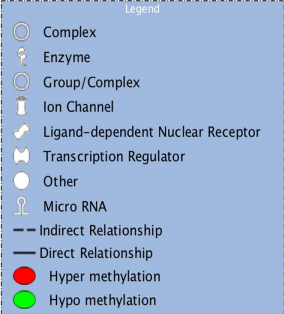 Legend
Complex
Enzyme
Group/Complex
Ion Channel
Ligand-dependent Nuclear Receptor
Transcription Regulator
Other
Micro RNA
Indirect Relationship
Direct Relationship
Hyper methylation
Hypo methylation